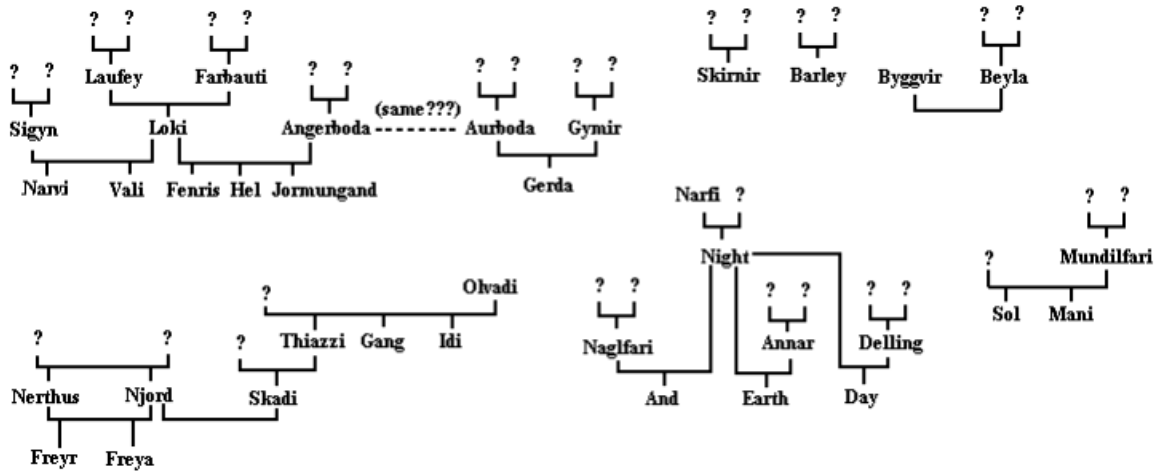 ? ? ? ? ? ? ? ? ? ?
Laufey Farbauti Skirnir Barley Byggvir Beyla
? ? ? ? ? ? ? ?
(same???)
Sigyn Loki Angerboda Aurboda Gymir
Narvi Vali Fenris Hel Jormungand Gerda
Narfi ? ? ?
Night Mundilfari
?
? Olvadi ? ? ? ? ? ?
Sol Mani
? ? ? Thiazzi Gang Idi Naglfari Annar Delling
Nerthus Njord Skadi And Earth Day
Freyr Freya